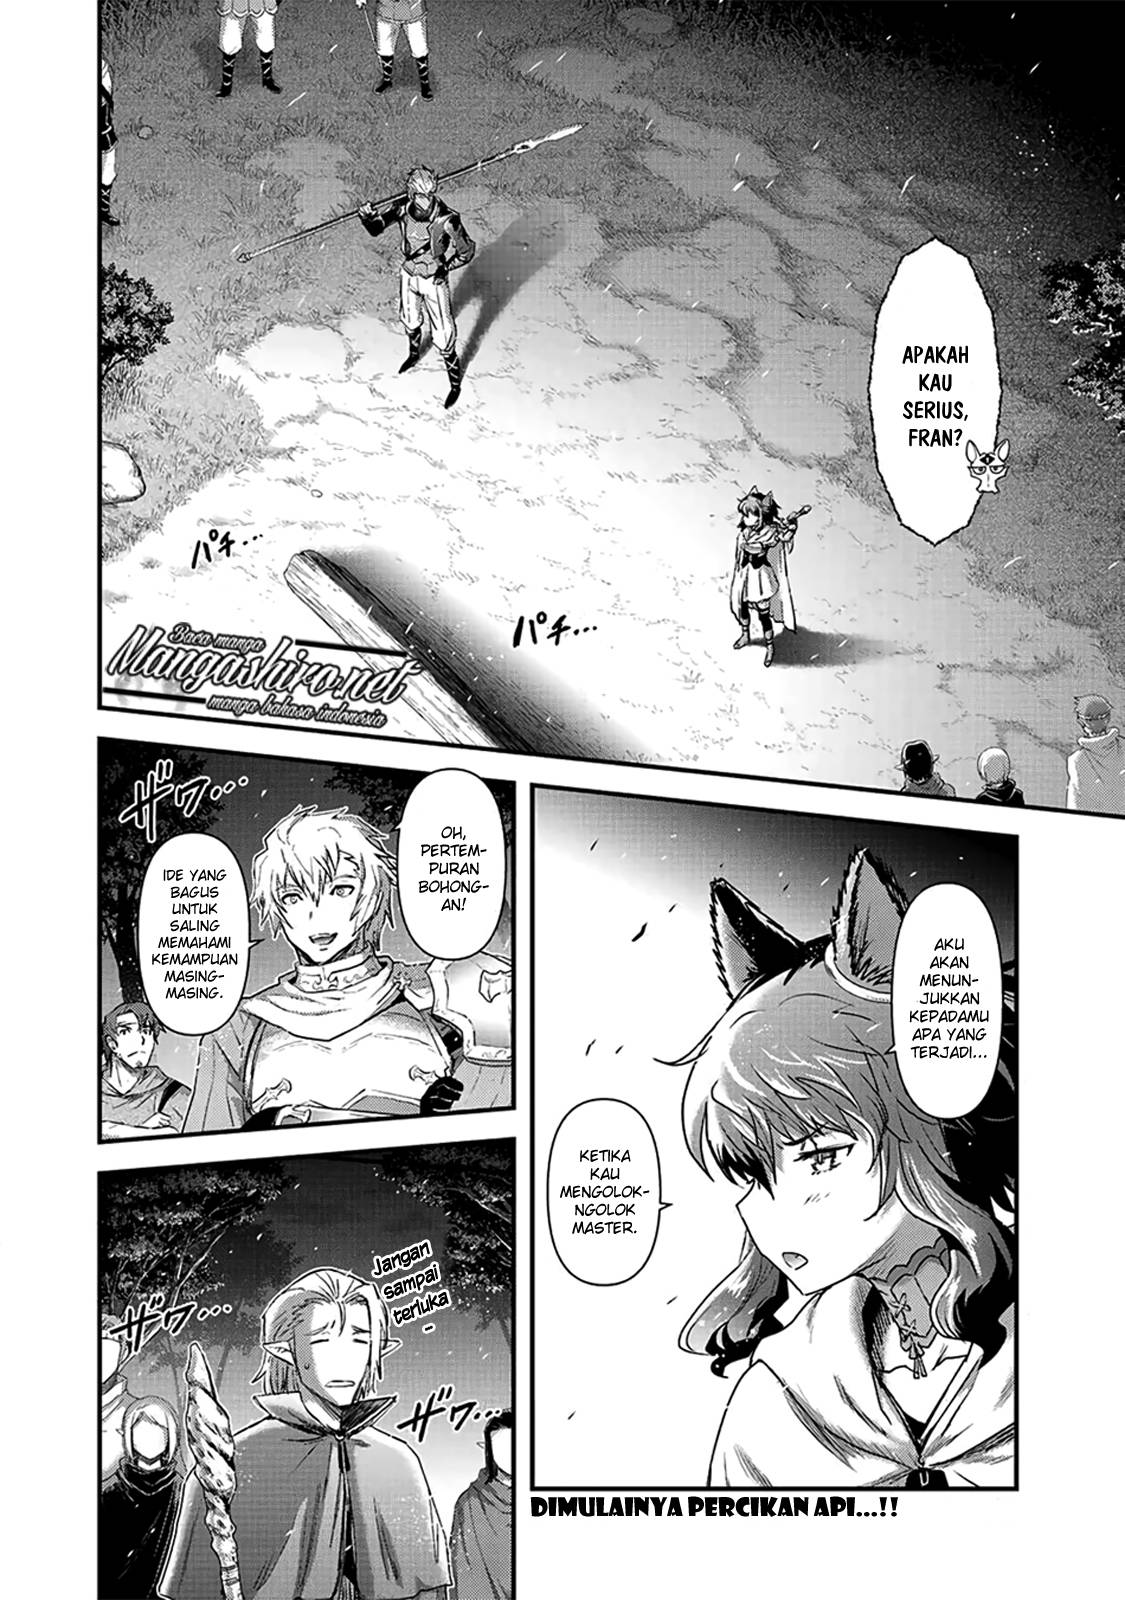 APAKAH
KAU
SERIUS,
FRAN?
パチ...
パチ...
Baca manga
Mangashiro.net
manga bahasa indonesia
AKU
AKAN
MENUN-
JUKKAN
KEPADAMU
APA YANG
TERJADI...
KETIKA
KAU
MENGOLOK-
NGOLOK
MASTER.
ザワ...
OH,
PERTEM-
PURAN
BOHONG-
AN!
IDE YANG
BAGUS
UNTUK
SALING
MEMAHAMI
KEMAMPUAN
MASING-
MASING.
ザワ...
Jangan
sampai
terluka
-
ザワ...
DIMULAINYA PERCIKAN API...!!